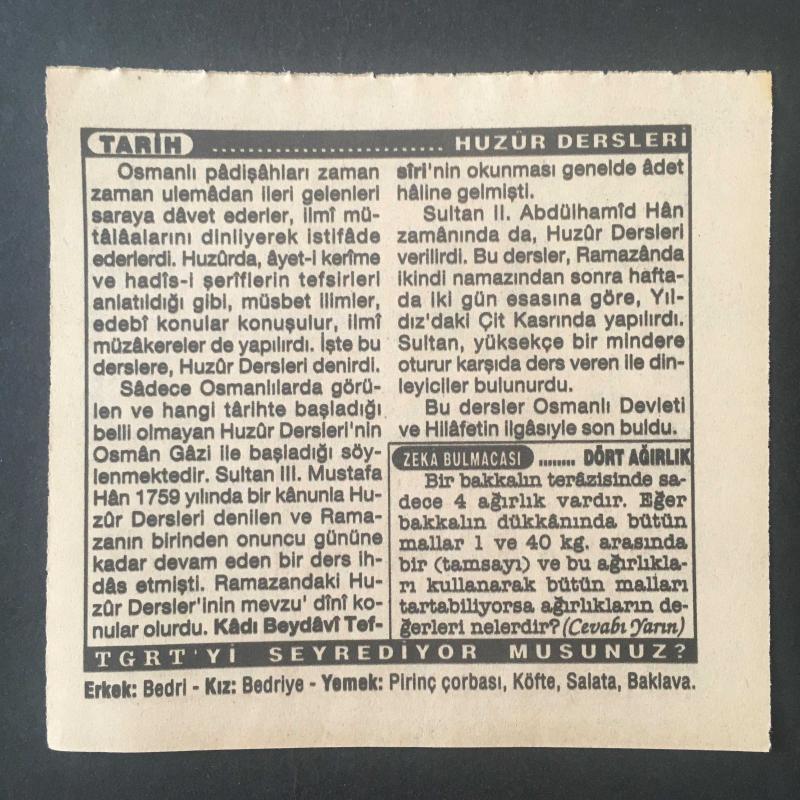 TARİH ........................ HUZÛR DERSLERİ
Osmanlı pâdişâhları zaman
zaman ulemâdan ileri gelenleri
saraya dâvet ederler, ilmî mü-
tâlâalarını dinliyerek istifâde
ederlerdi. Huzûrda, âyet-i kerîme
ve hadîs-i şerîflerin tefsirleri
anlatıldığı gibi, müsbet ilimler,
edebî konular konuşulur, ilmî
müzâkereler de yapılırdı. İşte bu
derslere, Huzûr Dersleri denirdi.
Sâdece Osmanlılarda görü-
len ve hangi târihte başladığı
belli olmayan Huzûr Dersleri'nin
Osmân Gâzi ile başladığı söy-
lenmektedir. Sultan III. Mustafa
Hân 1759 yılında bir kânunla Hu-
zûr Dersleri denilen ve Rama-
zanın birinden onuncu gününe
kadar devam eden bir ders ih-
dâs etmişti. Ramazandaki Hu-
zûr Dersler'inin mevzu' dînî ko-
nular olurdu. Kâdı Beydâvî Tef-
sîri'nin okunması genelde âdet
hâline gelmişti.
Sultan II. Abdülhamîd Hân
zamânında da, Huzûr Dersleri
verilirdi. Bu dersler, Ramazânda
ikindi namazından sonra hafta-
da iki gün esasına göre, Yıl-
dız'daki Çit Kasrında yapılırdı.
Sultan, yüksekçe bir mindere
oturur karşıda ders veren ile din-
leyiciler bulunurdu.
Bu dersler Osmanlı Devleti
ve Hilâfetin ilgâsıyle son buldu.
ZEKA BULMACASI ........ DÖRT AĞIRLIK
Bir bakkalın terâzisinde sa-
dece 4 ağırlık vardır. Eğer
bakkalın dükkânında bütün
mallar 1 ve 40 kg. arasında
bir (tamsayı) ve bu ağırlıkla-
rı kullanarak bütün malları
tartabiliyorsa ağırlıkların de-
ğerleri nelerdir? (Cevabı Yarın)
TGRT'Yİ SEYREDİYOR MUSUNUZ?
Erkek: Bedri - Kız: Bedriye - Yemek: Pirinç çorbası, Köfte, Salata, Baklava.